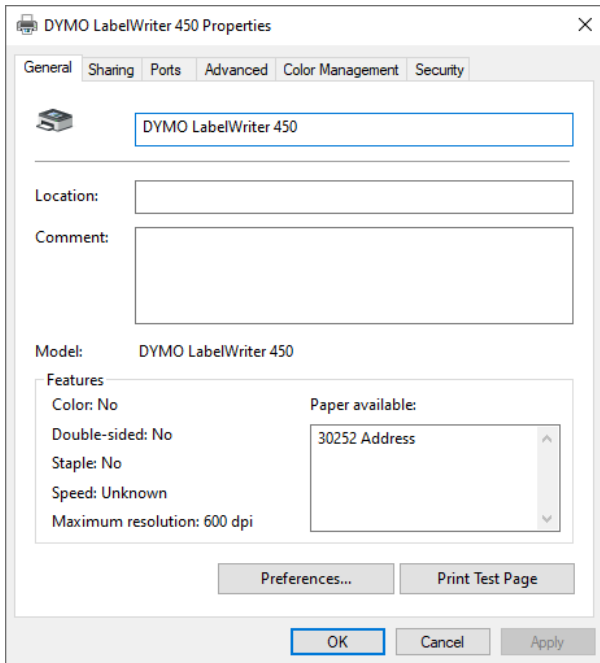 DYMO LabelWriter 450 Properties
General Sharing Ports Advanced Color Management Security
DYMO LabelWriter 450
Location:
Comment:
Model: DYMO LabelWriter 450
Features
Color: No
Double-sided: No
Staple: No
Speed: Unknown
Maximum resolution: 600 dpi
Paper available:
30252 Address
Preferences... Print Test Page
OK Cancel Apply